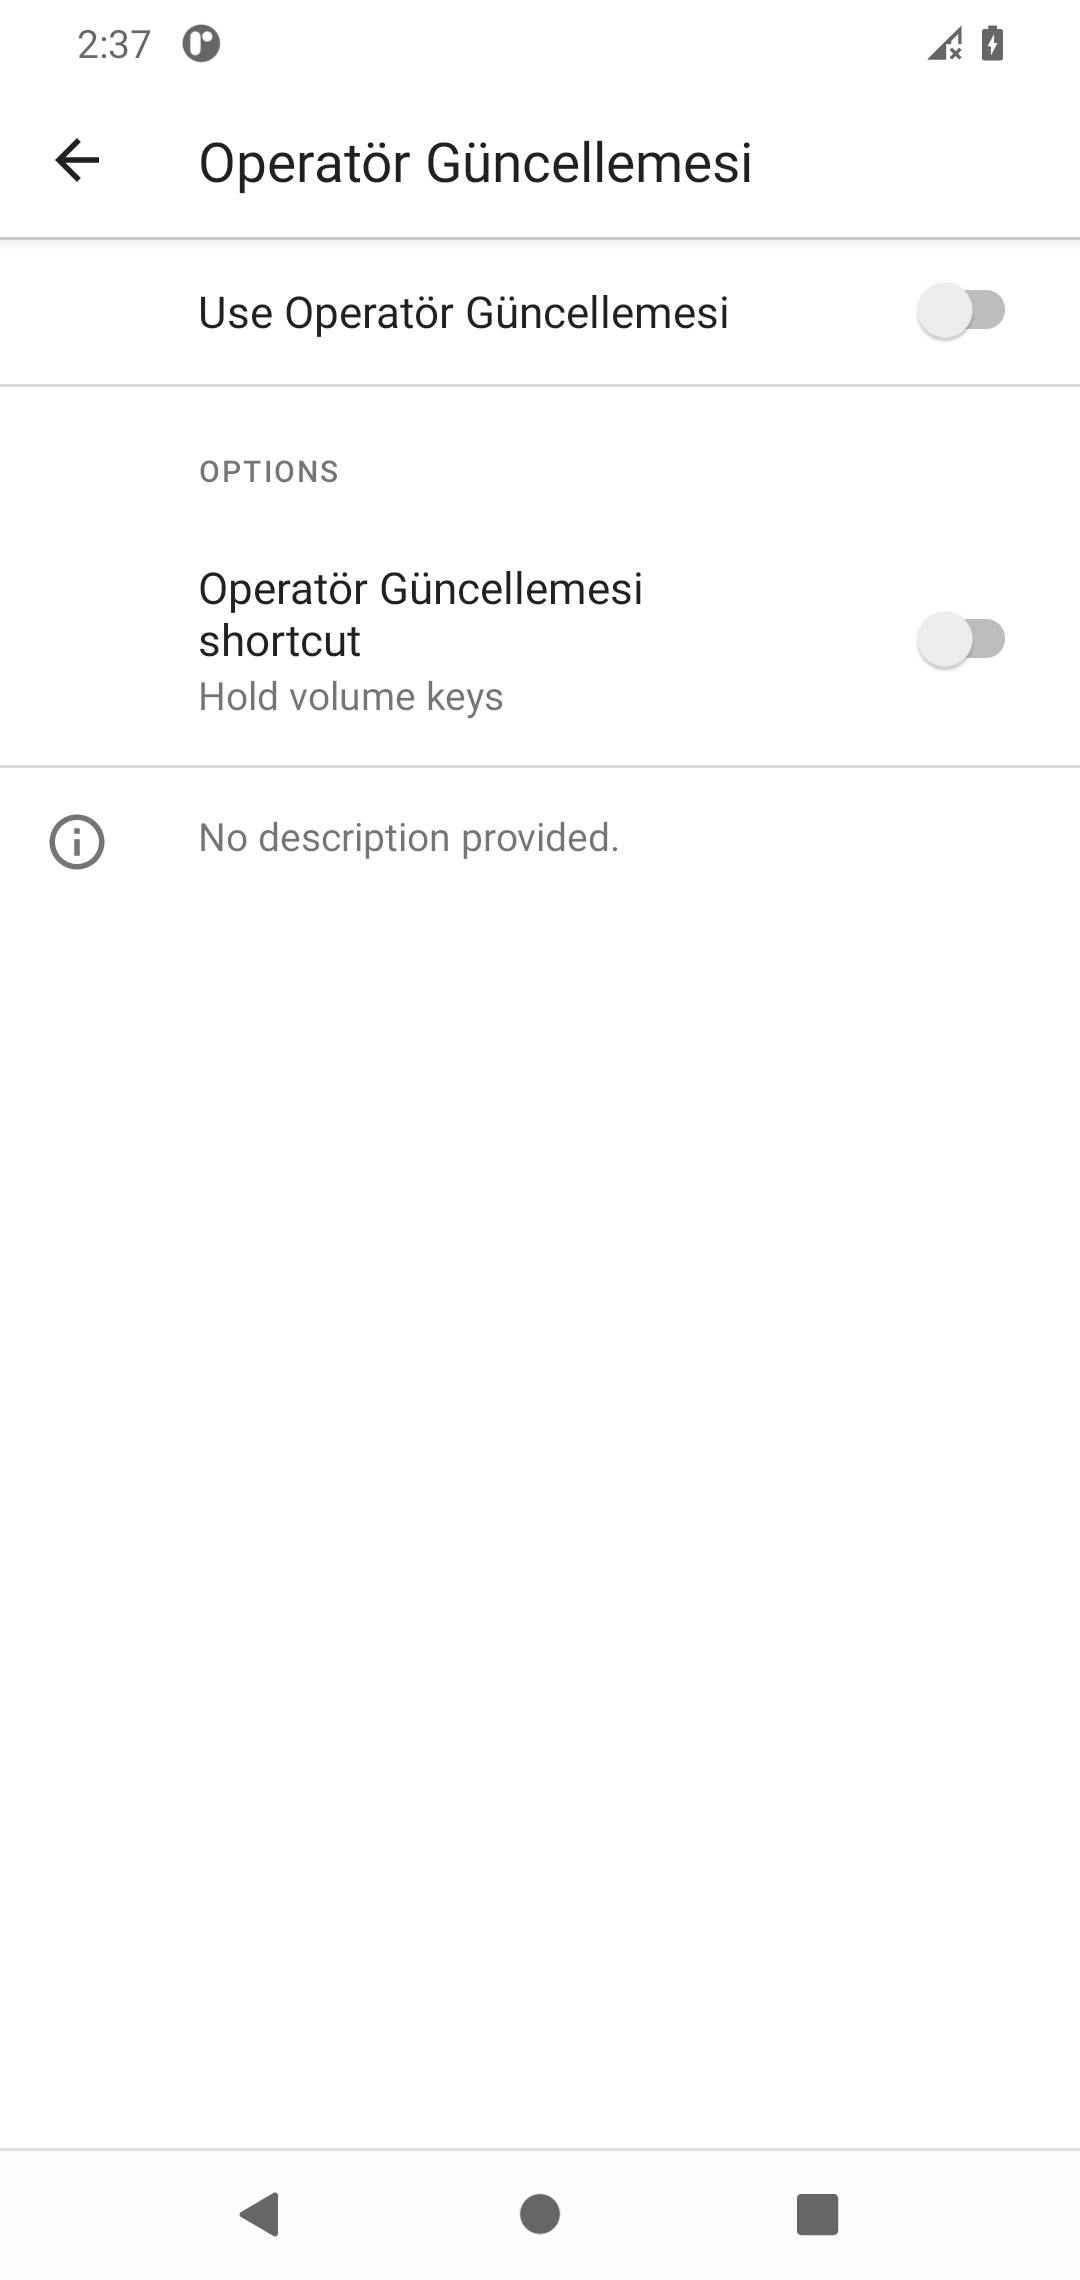 2:37
Operatör Güncellemesi
Use Operatör Güncellemesi
OPTIONS
Operatör Güncellemesi
shortcut
Hold volume keys
No description provided.